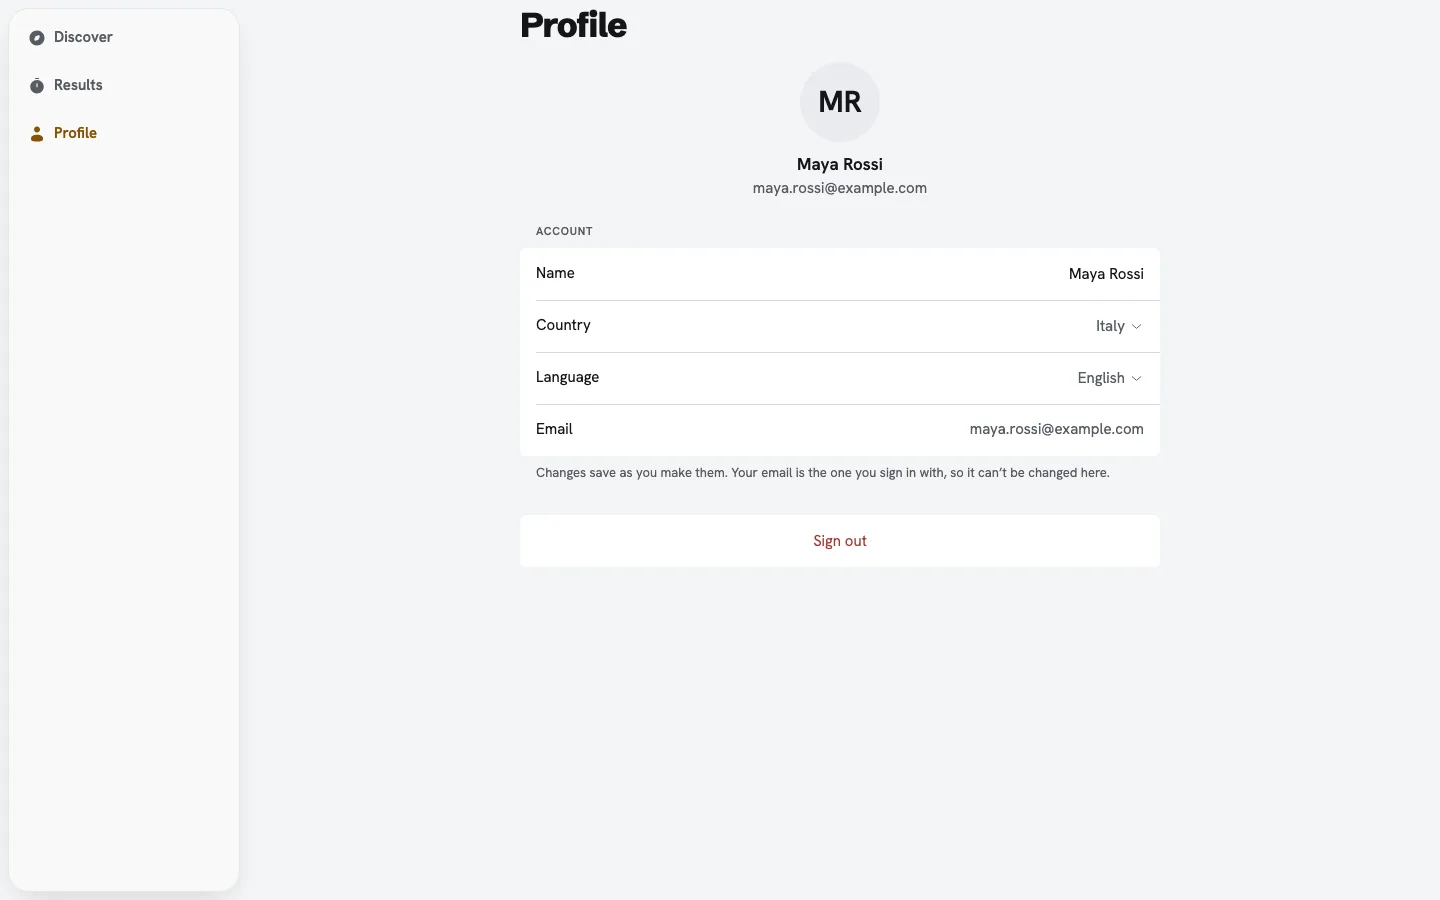 Discover
Results
Profile
Profile
MR
Maya Rossi
maya.rossi@example.com
ACCOUNT
Name Maya Rossi
Country Italy
Language English
Email maya.rossi@example.com
Changes save as you make them. Your email is the one you sign in with, so it can’t be changed here.
Sign out